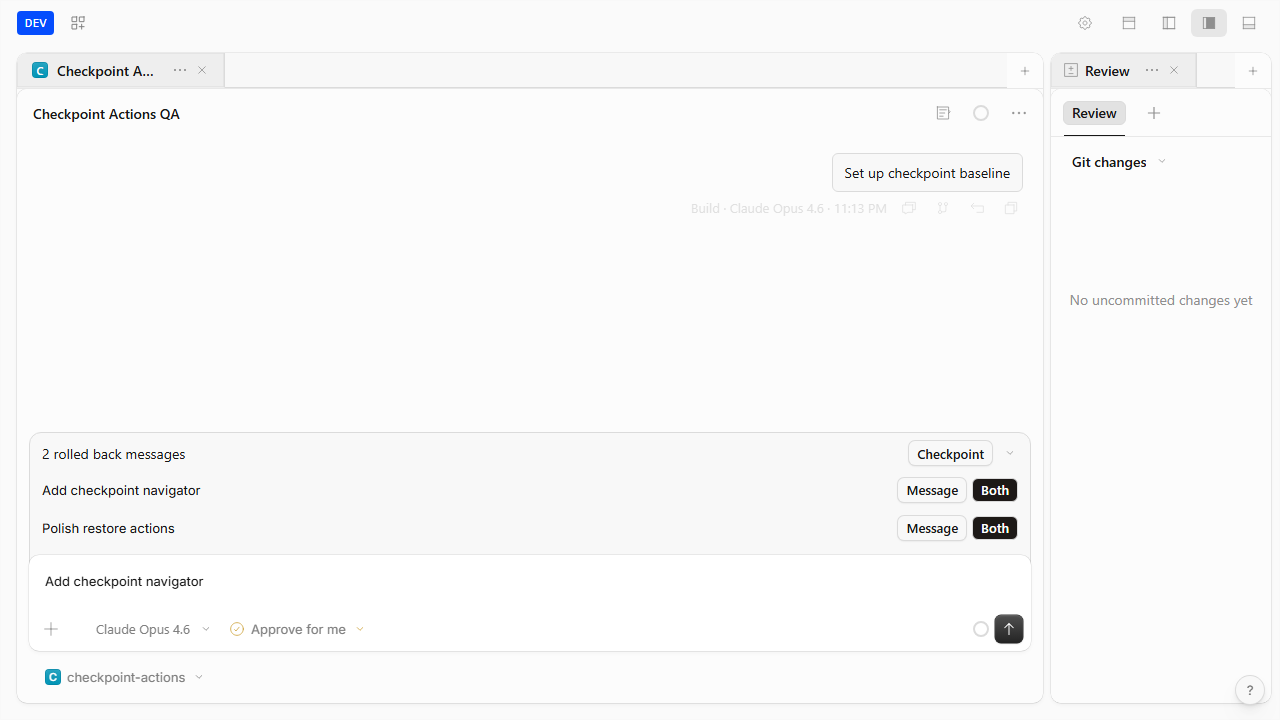 DEV
C Checkpoint A...
Review
Checkpoint Actions QA
Review
Git changes
Set up checkpoint baseline
Build · Claude Opus 4.6 · 11:13 PM
No uncommitted changes yet
2 rolled back messages
Checkpoint
Add checkpoint navigator
Message
Both
Polish restore actions
Message
Both
Add checkpoint navigator
Claude Opus 4.6
Approve for me
C checkpoint-actions
?